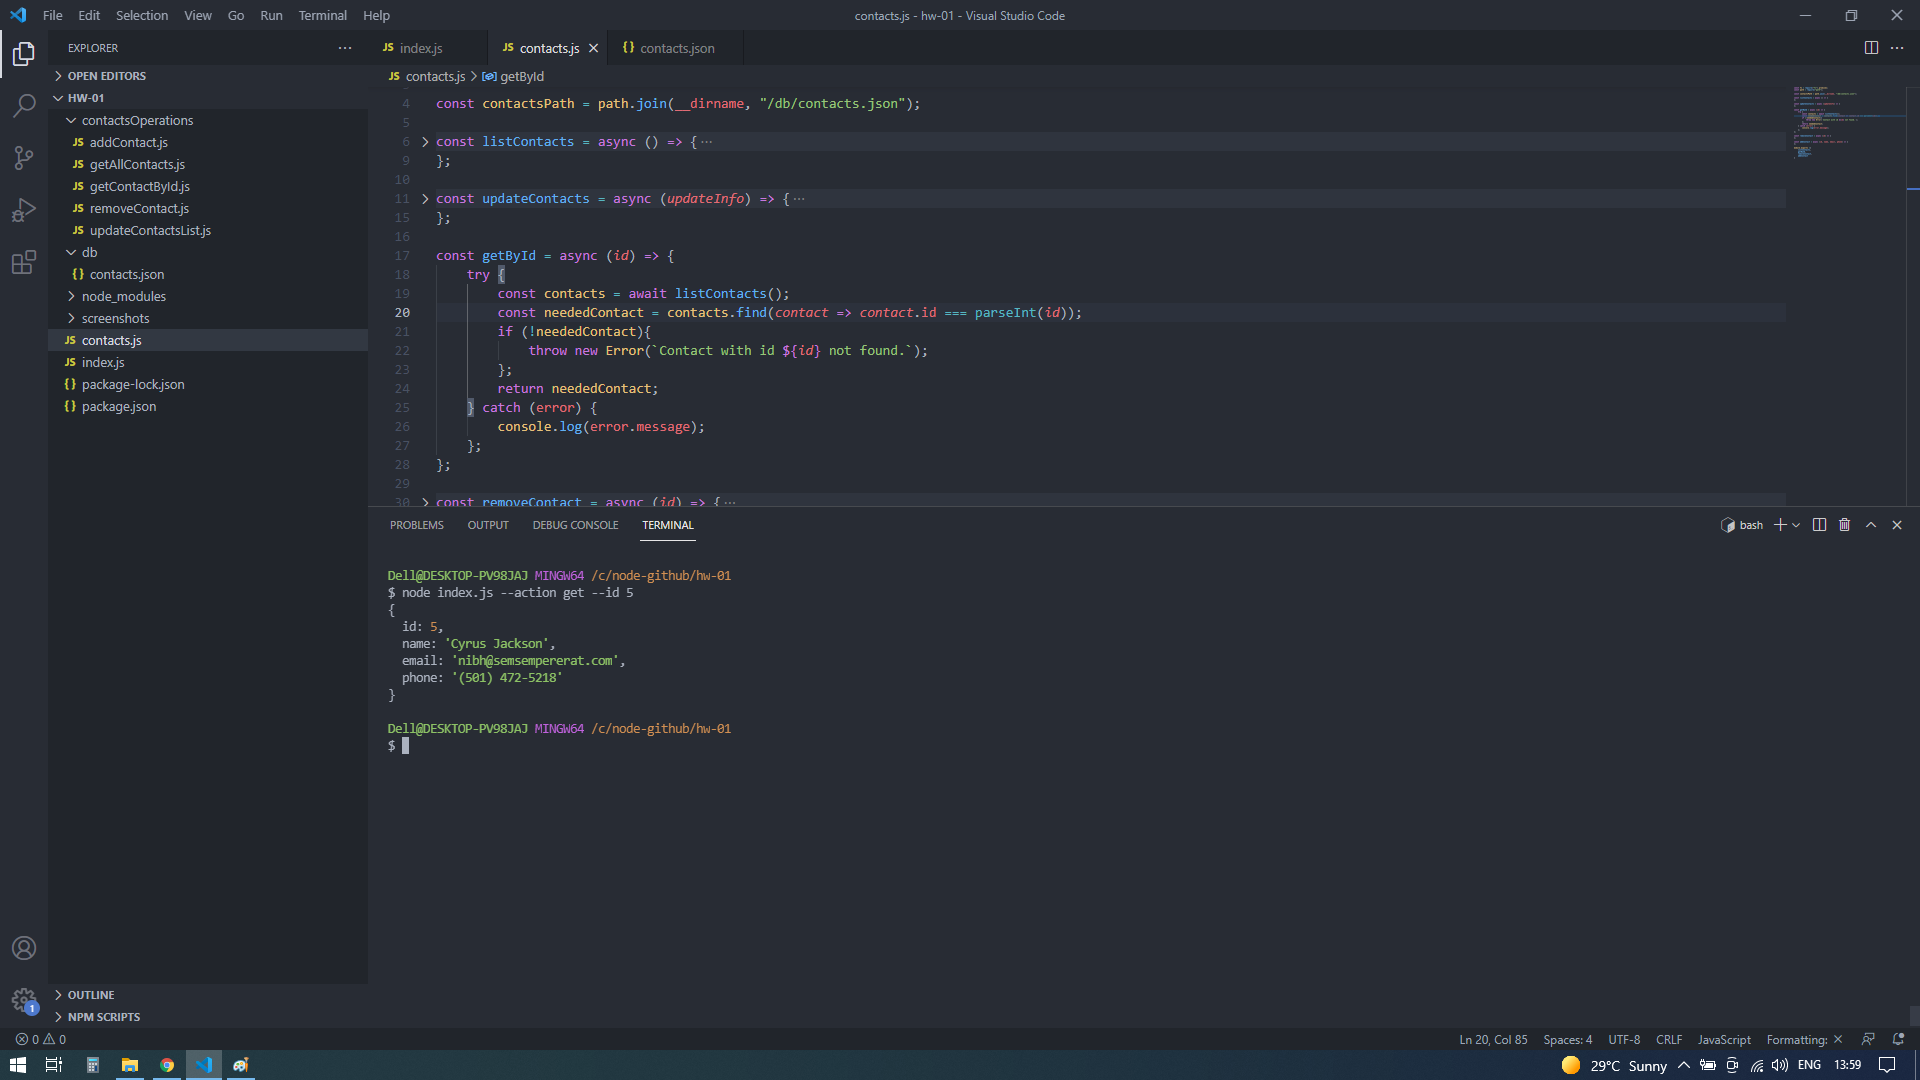 File Edit Selection View Go Run Terminal Help
contacts.js - hw-01 - Visual Studio Code
EXPLORER
OPEN EDITORS
HW-01
contactsOperations
JS addContact.js
JS getAllContacts.js
JS getContactById.js
JS removeContact.js
JS updateContactsList.js
db
{} contacts.json
node_modules
screenshots
JS contacts.js
JS index.js
{} package-lock.json
{} package.json
OUTLINE
NPM SCRIPTS
JS index.js JS contacts.js {} contacts.json
JS contacts.js > getById
4 const contactsPath = path.join(__dirname, "/db/contacts.json");
5
6 const listContacts = async () => { ···
9 };
10
11 const updateContacts = async (updateInfo) => { ···
15 };
16
17 const getById = async (id) => {
18 try {
19 const contacts = await listContacts();
20 const neededContact = contacts.find(contact => contact.id === parseInt(id));
21 if (!neededContact){
22 throw new Error(`Contact with id ${id} not found.`);
23 };
24 return neededContact;
25 } catch (error) {
26 console.log(error.message);
27 };
28 };
29
30 const removeContact = async (id) => { ···
PROBLEMS OUTPUT DEBUG CONSOLE TERMINAL
bash
Dell@DESKTOP-PV98JAJ MINGW64 /c/node-github/hw-01
$ node index.js --action get --id 5
{
id: 5,
name: 'Cyrus Jackson',
email: 'nibh@semsempererat.com',
phone: '(501) 472-5218'
}
Dell@DESKTOP-PV98JAJ MINGW64 /c/node-github/hw-01
$
1
0 0
Ln 20, Col 85 Spaces: 4 UTF-8 CRLF JavaScript Formatting: ×
29°C Sunny ENG 13:59